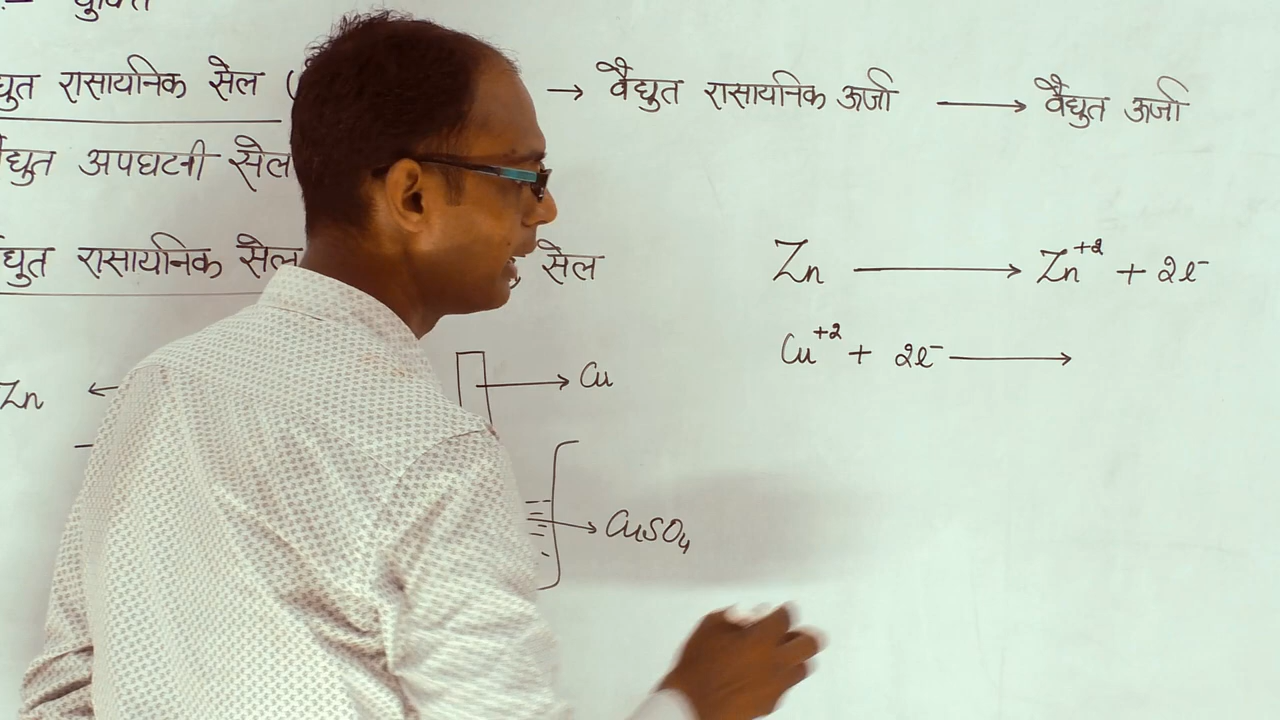 युक्ति
द्युत रासायनिक सेल ( → वैद्युत रासायनिक ऊर्जा → वैद्युत ऊर्जा
द्युत अपघटनी सेल
द्युत रासायनिक सेल सेल
Zn → Zn+2 + 2e-
Cu+2 + 2e- →
Zn ←
→ Cu
→ CuSO4